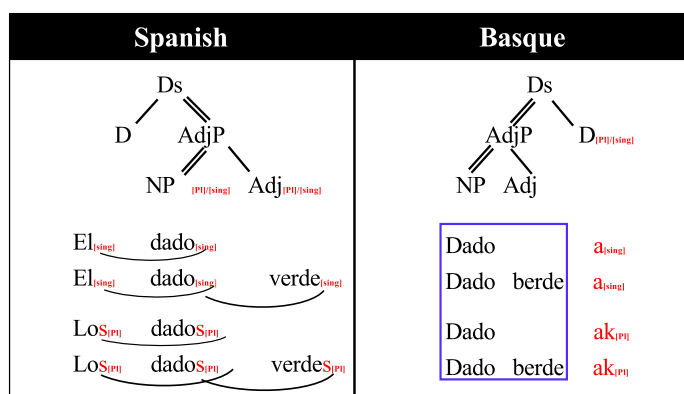 Spanish
Ds
D AdjP
NP [Pl]/[sing] Adj[Pl]/[sing]
El[sing] dado[sing]
El[sing] dado[sing] verde[sing]
Los[Pl] dados[Pl]
Los[Pl] dados[Pl] verdes[Pl]
Basque
Ds
AdjP D[Pl]/[sing]
NP Adj
Dado a[sing]
Dado berde a[sing]
Dado ak[Pl]
Dado berde ak[Pl]